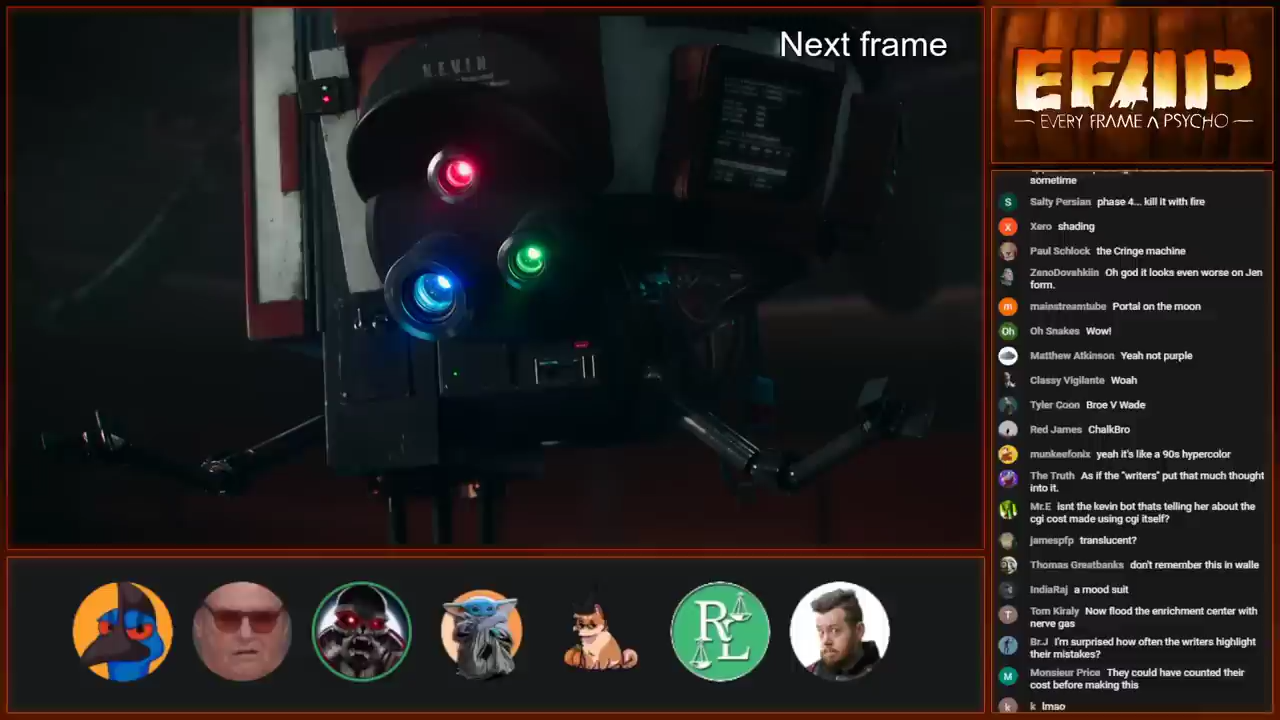 Next frame
K.E.V.I.N
EFAP
EVERY FRAME A PSYCHO
sometime
S Salty Persian phase 4... kill it with fire
X Xero shading
Paul Schlock the Cringe machine
ZenoDovahkiin Oh god it looks even worse on Jen
form.
m mainstreamtube Portal on the moon
Oh Oh Snakes Wow!
Matthew Atkinson Yeah not purple
Classy Vigilante Woah
Tyler Coon Broe V Wade
Red James ChalkBro
munkeefonix yeah it's like a 90s hypercolor
The Truth As if the "writers" put that much thought
into it.
Mr.E isnt the kevin bot thats telling her about the
cgi cost made using cgi itself?
jamespfp translucent?
Thomas Greatbanks don't remember this in walle
IndiaRaj a mood suit
T Tom Kiraly Now flood the enrichment center with
nerve gas
Br.J I'm surprised how often the writers highlight
their mistakes?
M Monsieur Price They could have counted their
cost before making this
k k lmao
RL